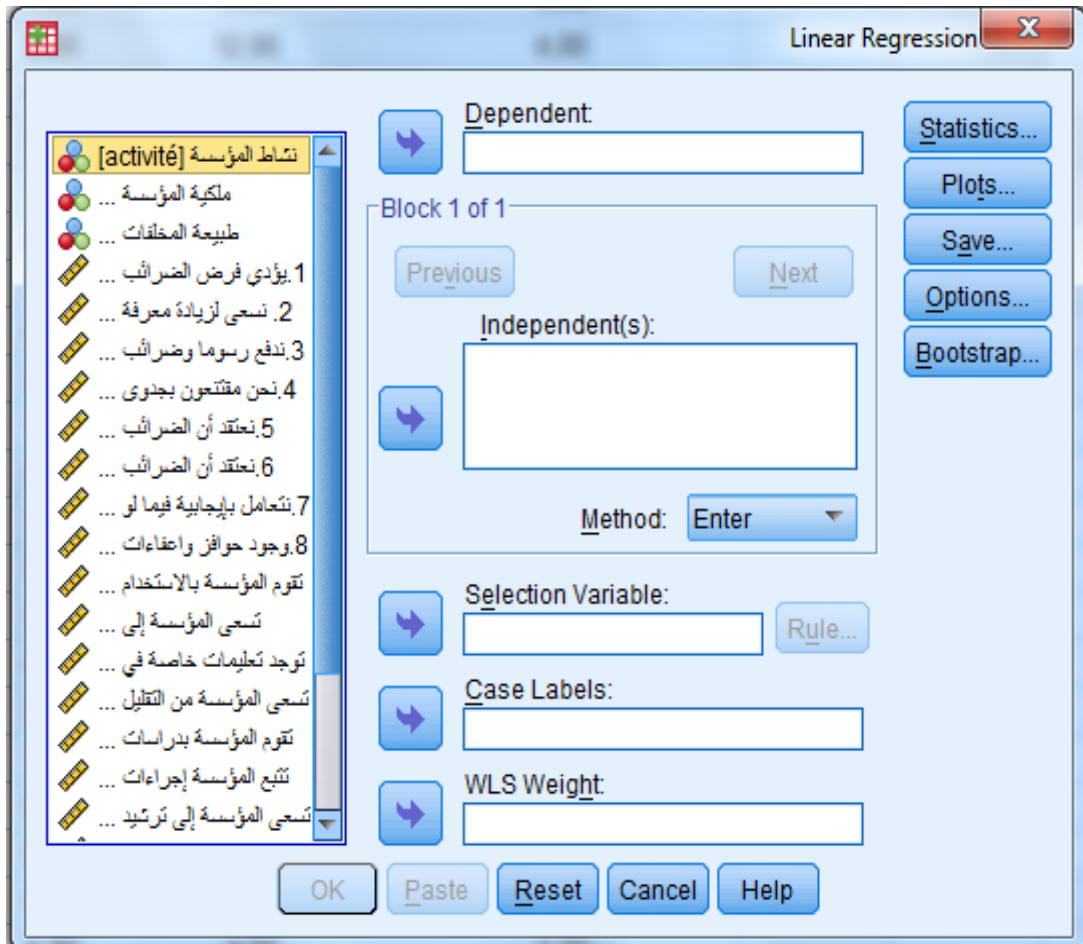 Linear Regression
نشاط المؤسسة [activité]
ملكية المؤسسة ...
طبيعة المخلفات ...
1.يؤدي فرض الضرائب ...
2. نسعى لزيادة معرفة ...
3.ندفع رسوما وضرائب ...
4.نحن مقتنعون بجدوى ...
5.نعتقد أن الضرائب ...
6.نعتقد أن الضرائب ...
7.نتعامل بإيجابية فيما لو ...
8.وجود حوافز واعفاءات ...
تقوم المؤسسة بالاستخدام ...
تسعى المؤسسة إلى ...
توجد تعليمات خاصة في ...
تسعى المؤسسة من التقليل ...
تقوم المؤسسة بدراسات ...
تتبع المؤسسة إجراءات ...
تسعى المؤسسة إلى ترشيد ...
Dependent:
Block 1 of 1
Previous
Next
Independent(s):
Method: Enter
Selection Variable:
Rule...
Case Labels:
WLS Weight:
Statistics...
Plots...
Save...
Options...
Bootstrap...
OK
Paste
Reset
Cancel
Help